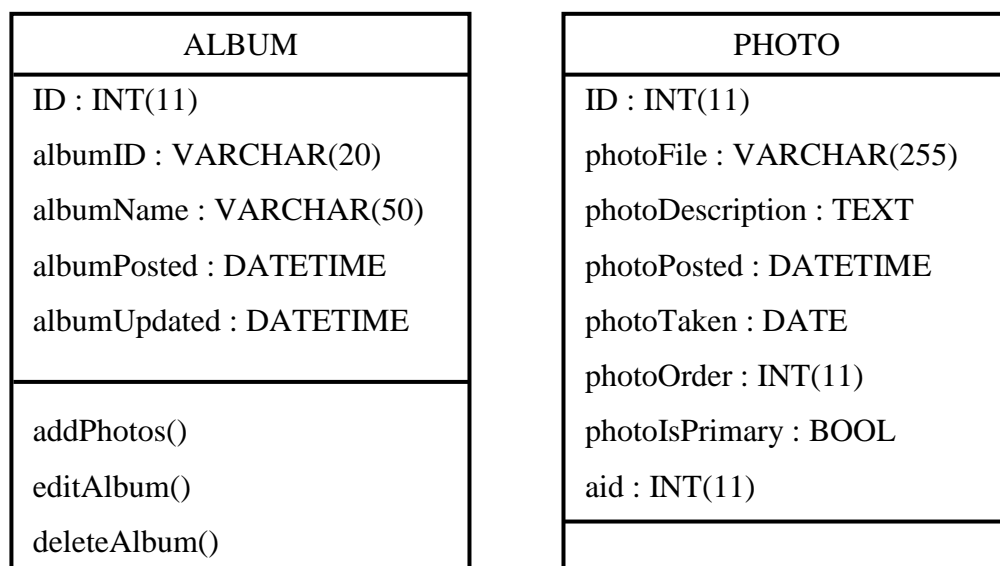 ALBUM
ID : INT(11)
albumID : VARCHAR(20)
albumName : VARCHAR(50)
albumPosted : DATETIME
albumUpdated : DATETIME
addPhotos()
editAlbum()
deleteAlbum()
PHOTO
ID : INT(11)
photoFile : VARCHAR(255)
photoDescription : TEXT
photoPosted : DATETIME
photoTaken : DATE
photoOrder : INT(11)
photoIsPrimary : BOOL
aid : INT(11)